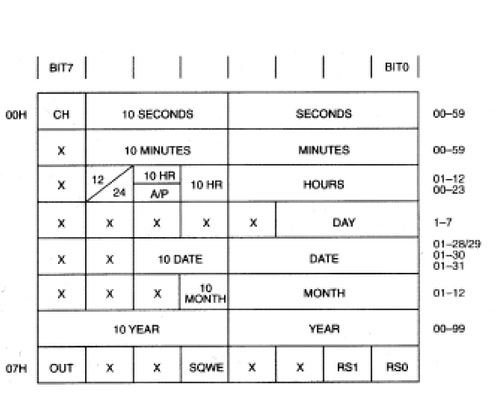 BIT7 BIT0
00H CH 10 SECONDS SECONDS 00–59
X 10 MINUTES MINUTES 00–59
X 12/24 10 HR A/P 10 HR HOURS 01–12 00–23
X X X X X DAY 1–7
X X 10 DATE DATE 01–28/29 01–30 01–31
X X X 10 MONTH MONTH 01–12
10 YEAR YEAR 00–99
07H OUT X X SQWE X X RS1 RS0